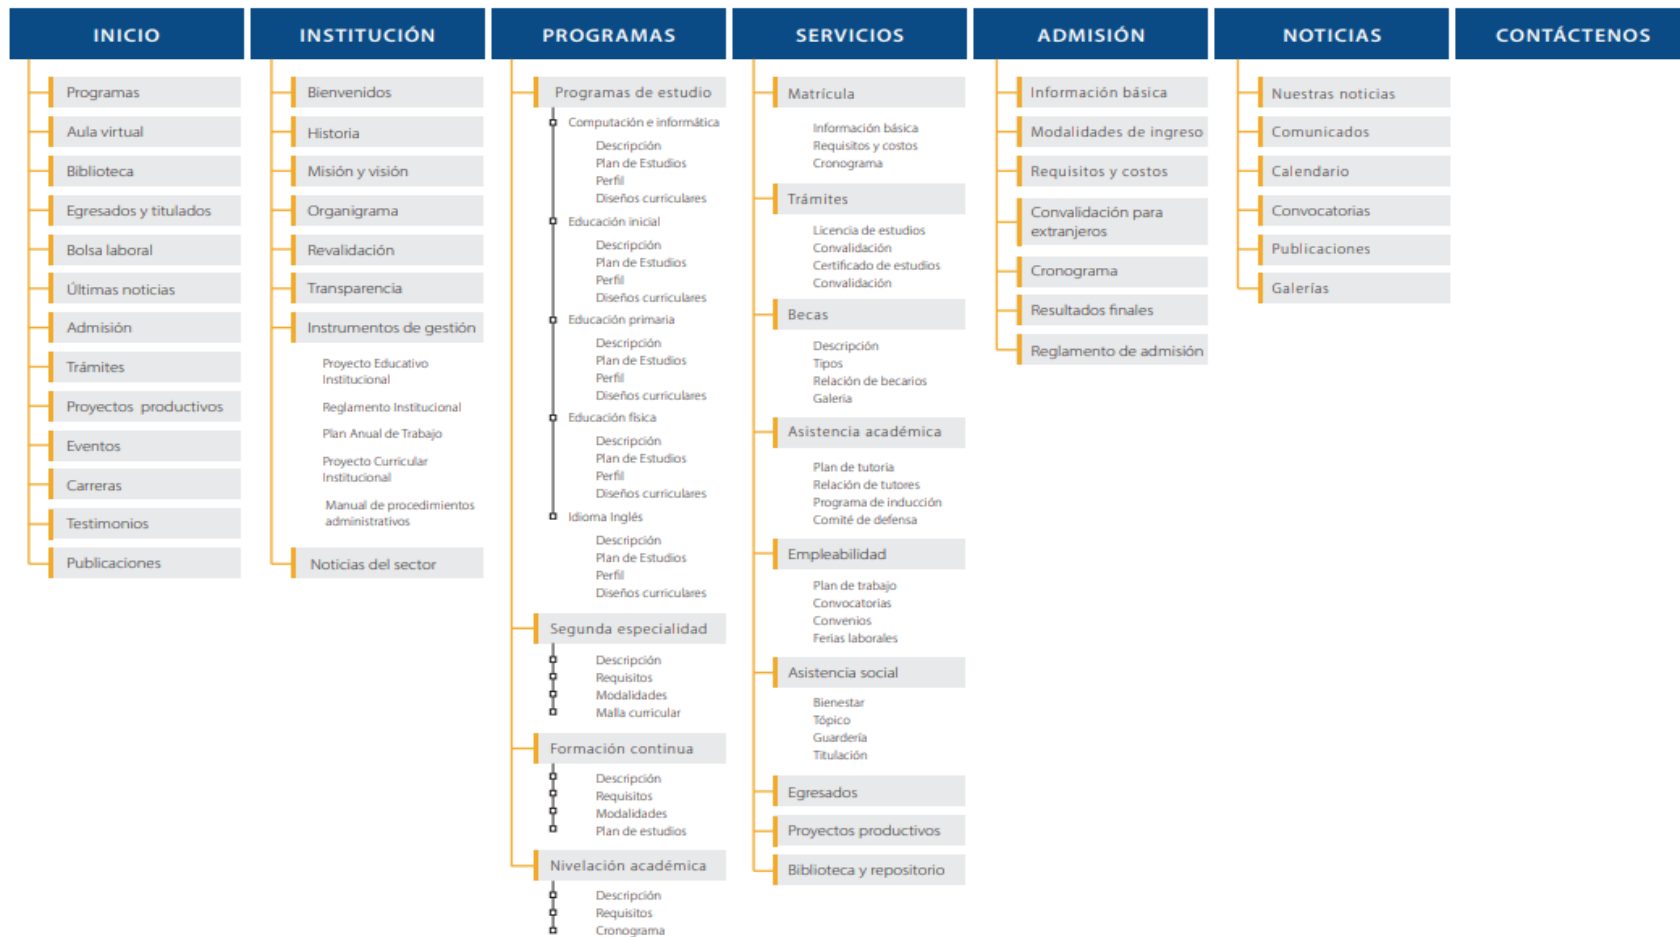 INICIO
Programas
Aula virtual
Biblioteca
Egresados y titulados
Bolsa laboral
Últimas noticias
Admisión
Trámites
Proyectos productivos
Eventos
Carreras
Testimonios
Publicaciones
INSTITUCIÓN
Bienvenidos
Historia
Misión y visión
Organigrama
Revalidación
Transparencia
Instrumentos de gestión
Proyecto Educativo
Institucional
Reglamento Institucional
Plan Anual de Trabajo
Proyecto Curricular
Institucional
Manual de procedimientos
administrativos
Noticias del sector
PROGRAMAS
Programas de estudio
Computación e informática
Descripción
Plan de Estudios
Perfil
Diseños curriculares
Educación inicial
Descripción
Plan de Estudios
Perfil
Diseños curriculares
Educación primaria
Descripción
Plan de Estudios
Perfil
Diseños curriculares
Educación física
Descripción
Plan de Estudios
Perfil
Diseños curriculares
Idioma Inglés
Descripción
Plan de Estudios
Perfil
Diseños curriculares
Segunda especialidad
Descripción
Requisitos
Modalidades
Malla curricular
Formación continua
Descripción
Requisitos
Modalidades
Plan de estudios
Nivelación académica
Descripción
Requisitos
Cronograma
SERVICIOS
Matrícula
Información básica
Requisitos y costos
Cronograma
Trámites
Licencia de estudios
Convalidación
Certificado de estudios
Convalidación
Becas
Descripción
Tipos
Relación de becarios
Galeria
Asistencia académica
Plan de tutoria
Relación de tutores
Programa de inducción
Comité de defensa
Empleabilidad
Plan de trabajo
Convocatorias
Convenios
Ferias laborales
Asistencia social
Bienestar
Tópico
Guardería
Titulación
Egresados
Proyectos productivos
Biblioteca y repositorio
ADMISIÓN
Información básica
Modalidades de ingreso
Requisitos y costos
Convalidación para
extranjeros
Cronograma
Resultados finales
Reglamento de admisión
NOTICIAS
Nuestras noticias
Comunicados
Calendario
Convocatorias
Publicaciones
Galerías
CONTÁCTENOS